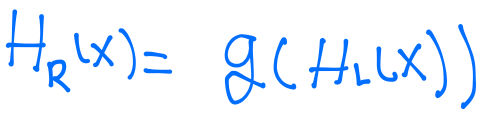 H_R(x) = g(H_L(x))